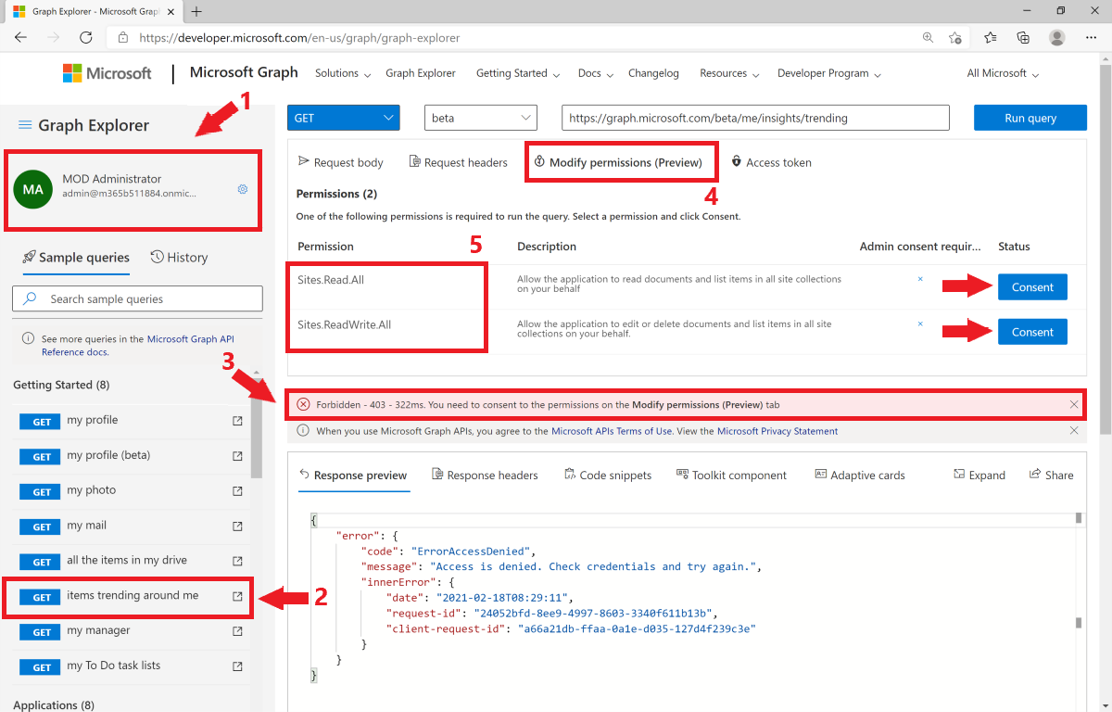 Graph Explorer - Microsoft Grap
https://developer.microsoft.com/en-us/graph/graph-explorer
Microsoft | Microsoft Graph Solutions Graph Explorer Getting Started Docs Changelog Resources Developer Program All Microsoft
1
Graph Explorer
MA
MOD Administrator
admin@m365b511884.onmic...
Sample queries History
Search sample queries
See more queries in the Microsoft Graph API
Reference docs.
3
Getting Started (8)
GET my profile
GET my profile (beta)
GET my photo
GET my mail
GET all the items in my drive
GET items trending around me
2
GET my manager
GET my To Do task lists
Applications (8)
GET beta https://graph.microsoft.com/beta/me/insights/trending Run query
Request body Request headers Modify permissions (Preview) Access token
4
Permissions (2)
One of the following permissions is required to run the query. Select a permission and click Consent.
5
Permission Description Admin consent requir... Status
Sites.Read.All Allow the application to read documents and list items in all site collections
on your behalf
× Consent
Sites.ReadWrite.All Allow the application to edit or delete documents and list items in all site
collections on your behalf.
× Consent
Forbidden - 403 - 322ms. You need to consent to the permissions on the Modify permissions (Preview) tab
When you use Microsoft Graph APIs, you agree to the Microsoft APIs Terms of Use. View the Microsoft Privacy Statement
Response preview Response headers Code snippets Toolkit component Adaptive cards Expand Share
{
"error": {
"code": "ErrorAccessDenied",
"message": "Access is denied. Check credentials and try again.",
"innerError": {
"date": "2021-02-18T08:29:11",
"request-id": "24052bfd-8ee9-4997-8603-3340f611b13b",
"client-request-id": "a66a21db-ffaa-0a1e-d035-127d4f239c3e"
}
}
}